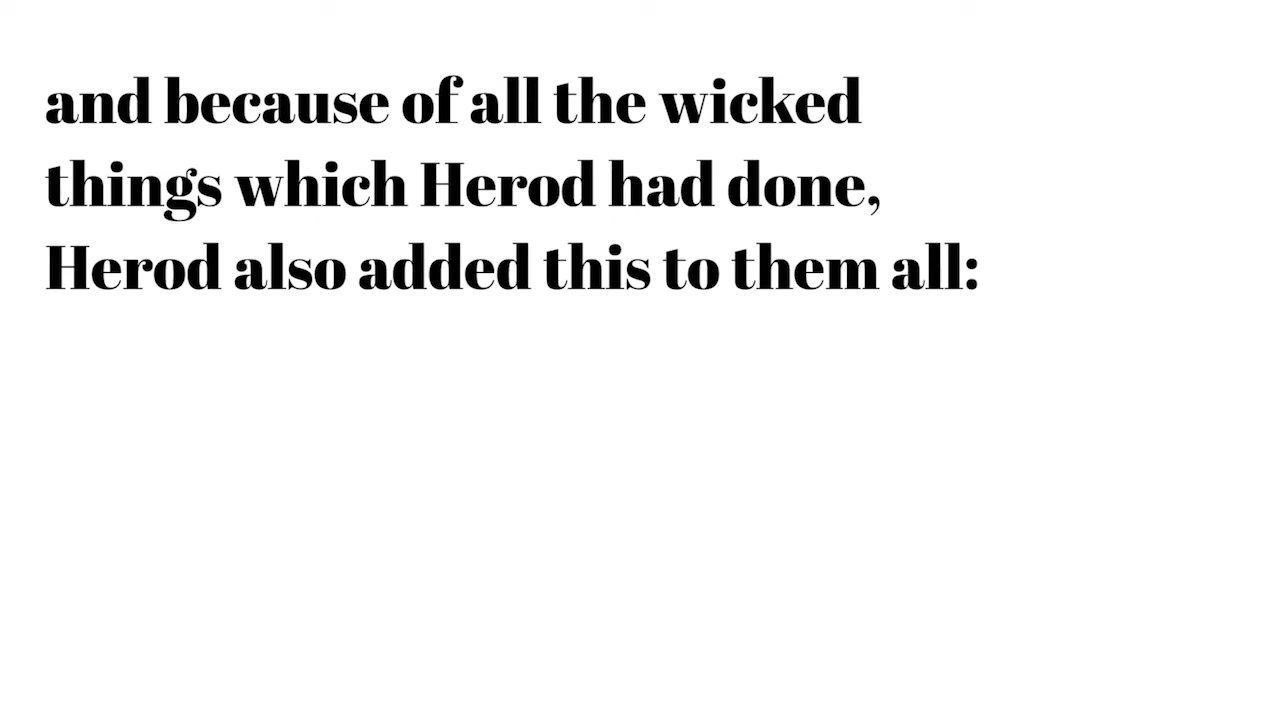 and because of all the wicked
things which Herod had done,
Herod also added this to them all: